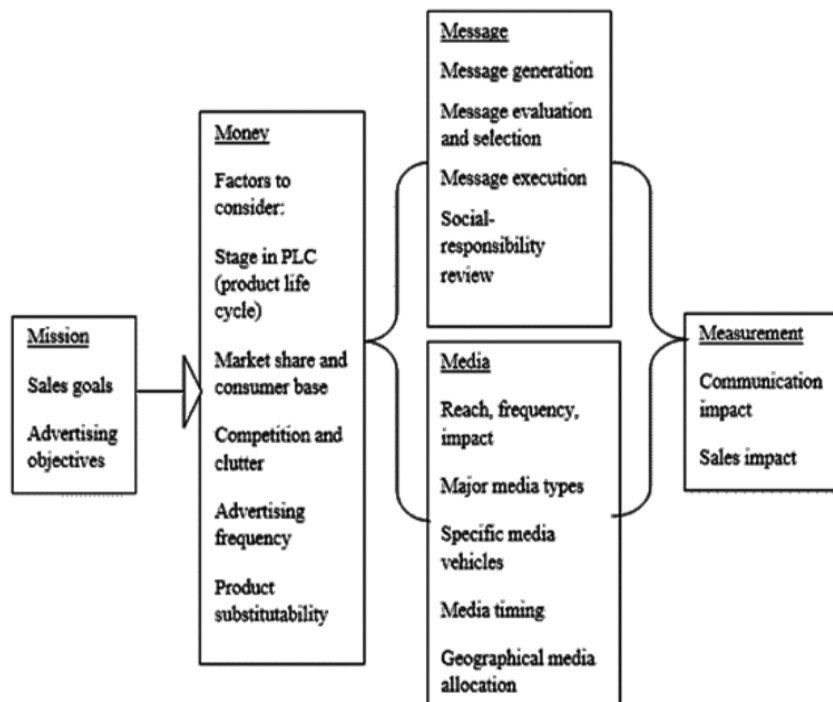 Mission
Sales goals
Advertising
objectives
Money
Factors to
consider:
Stage in PLC
(product life
cycle)
Market share and
consumer base
Competition and
clutter
Advertising
frequency
Product
substitutability
Message
Message generation
Message evaluation
and selection
Message execution
Social-
responsibility
review
Media
Reach, frequency,
impact
Major media types
Specific media
vehicles
Media timing
Geographical media
allocation
Measurement
Communication
impact
Sales impact